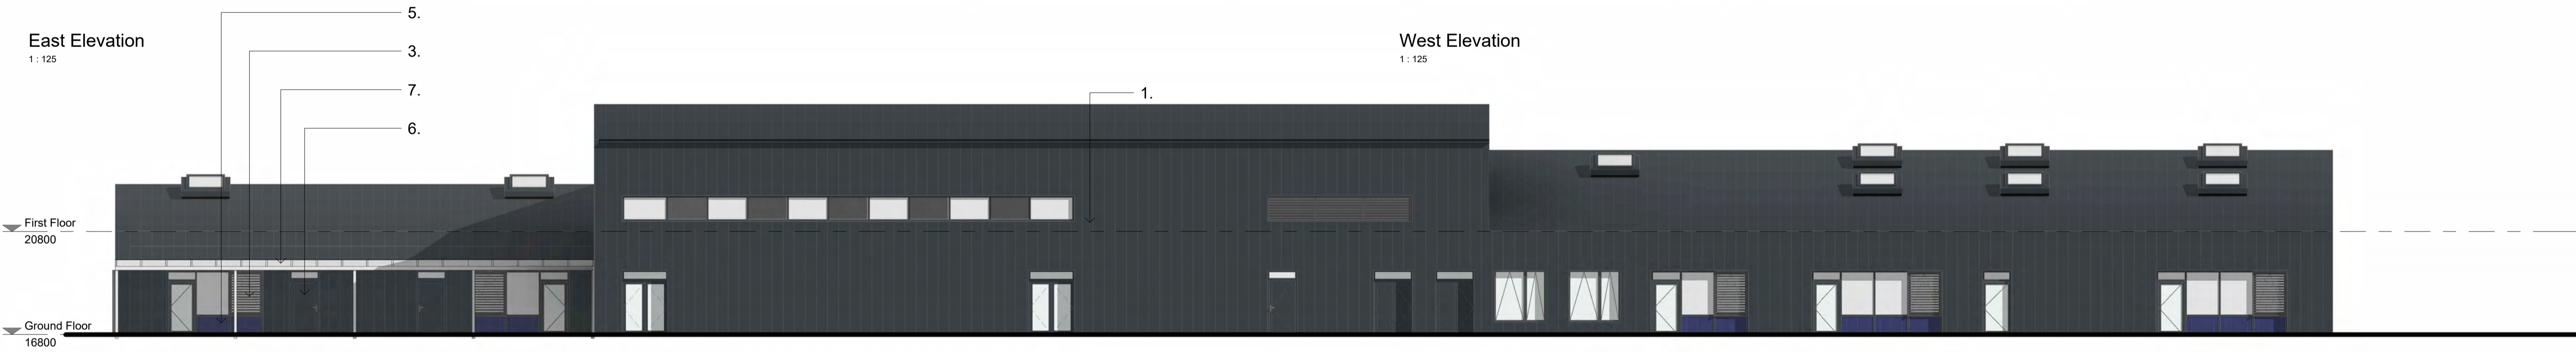 5.
East Elevation
1 : 125
3.
7.
6.
West Elevation
1 : 125
1.
First Floor
20800
Ground Floor
16800